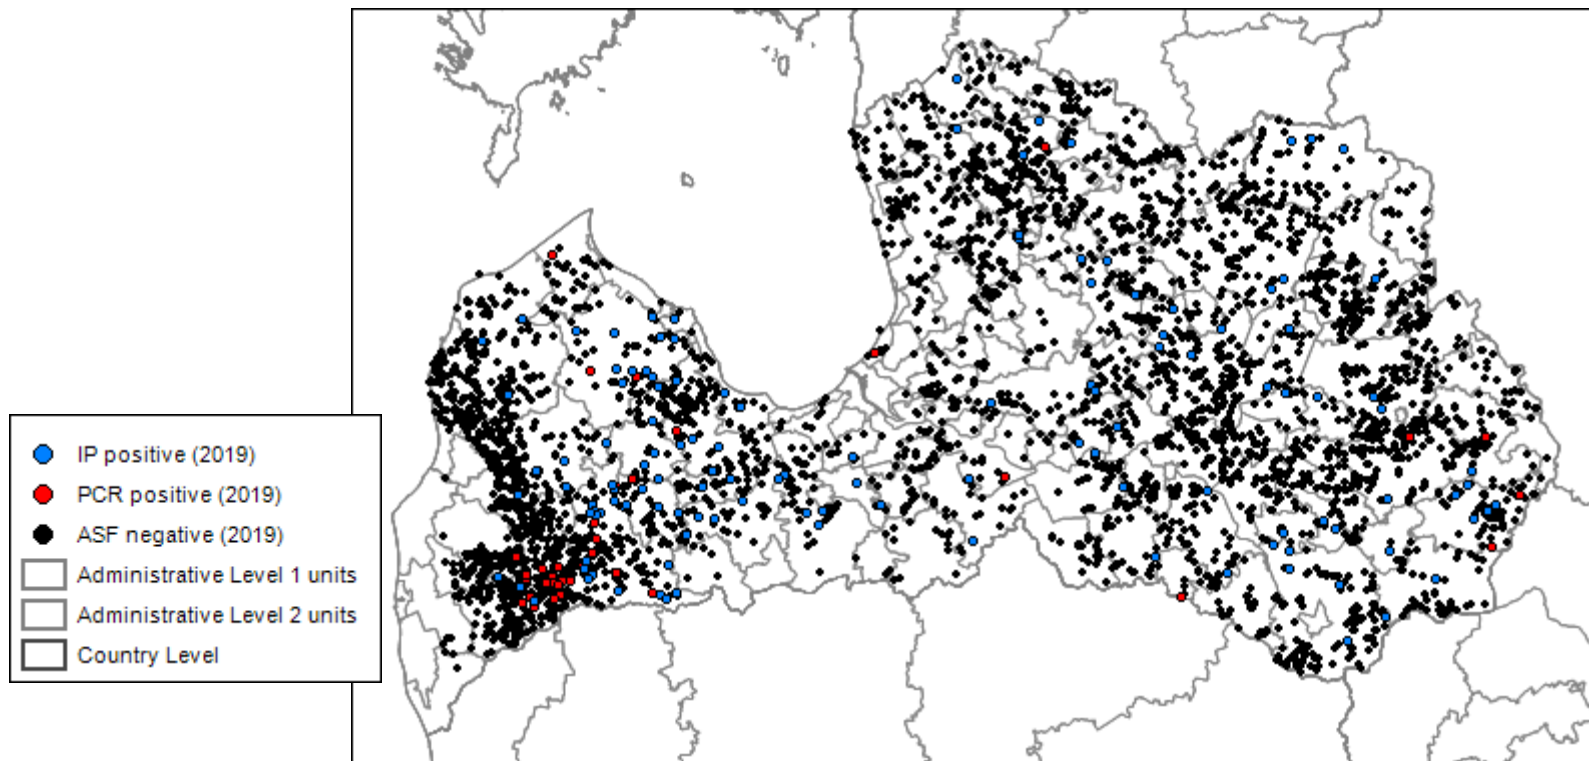 IP positive (2019)
PCR positive (2019)
ASF negative (2019)
Administrative Level 1 units
Administrative Level 2 units
Country Level